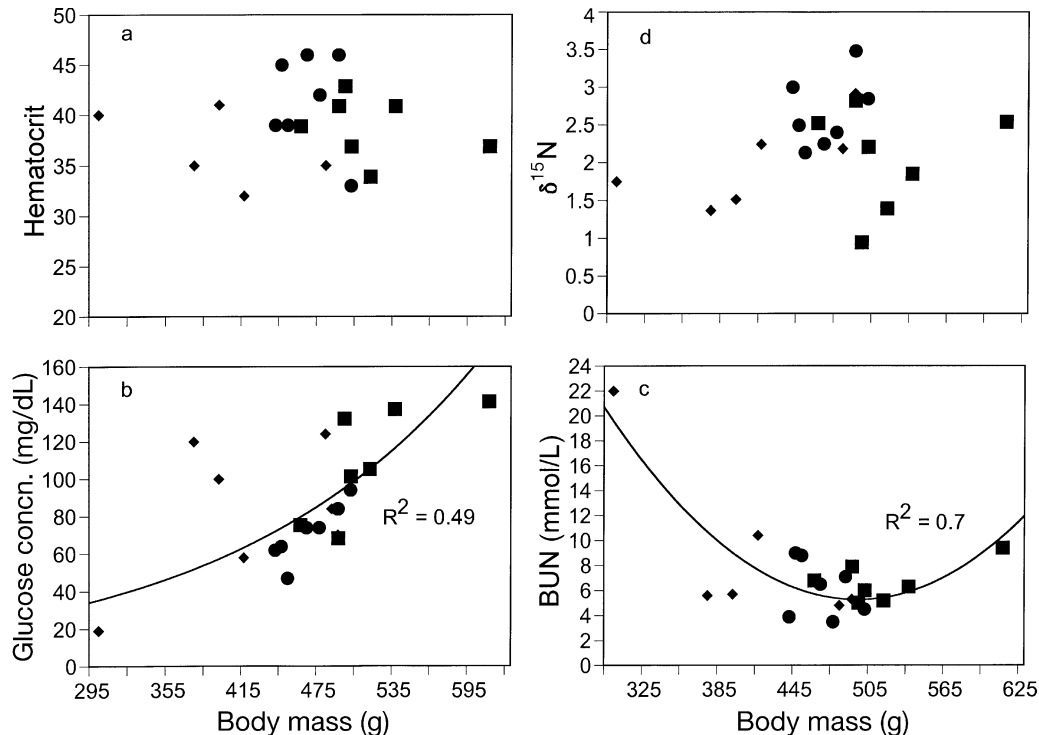 a
Hematocrit
50
45
40
35
30
25
20
d
δ15N
4
3.5
3
2.5
2
1.5
1
0.5
0
b
Glucose concn. (mg/dL)
160
140
120
100
80
60
40
20
0
R2 = 0.49
295 355 415 475 535 595
Body mass (g)
c
BUN (mmol/L)
24
22
20
18
16
14
12
10
8
6
4
2
0
R2 = 0.7
325 385 445 505 565 625
Body mass (g)